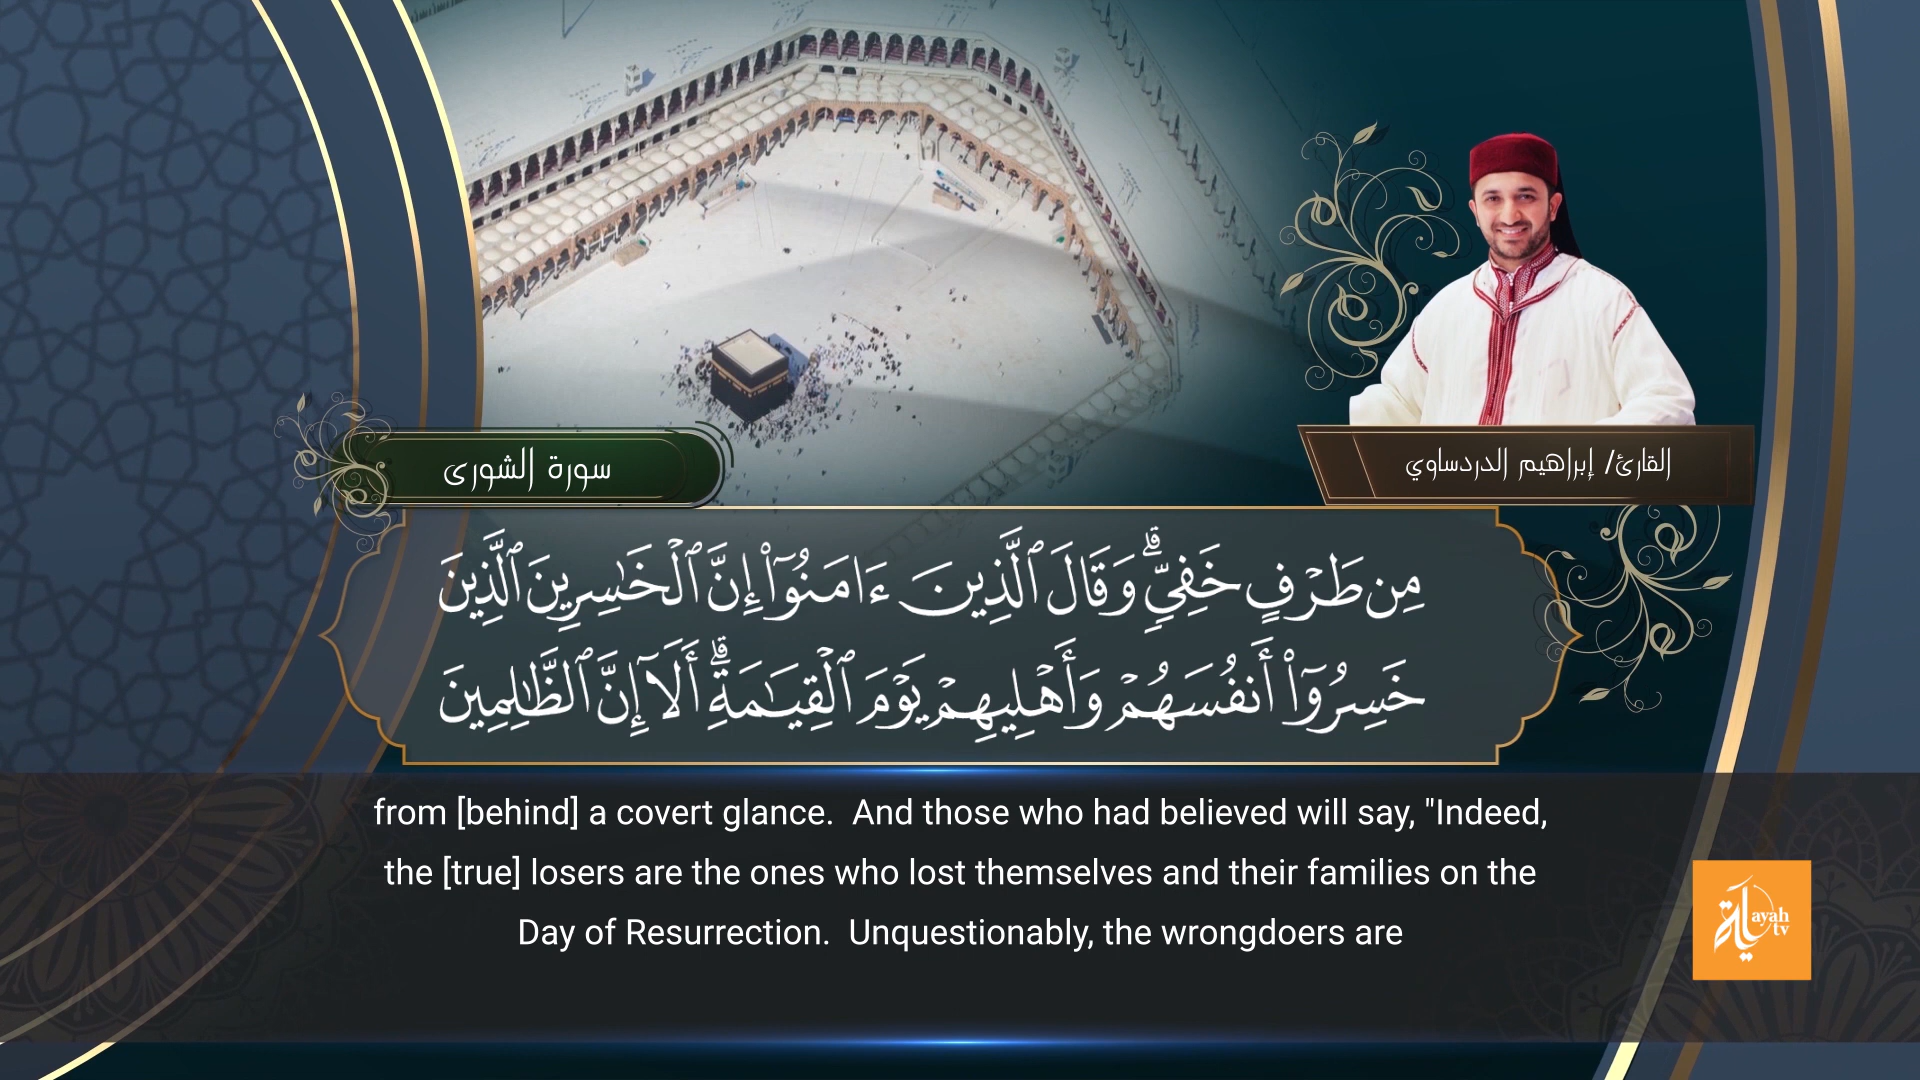 القارئ/ إبراهيم الدردساوي
سورة الشورى
مِن طَرْفٍ خَفِيٍّۗ وَقَالَ ٱلَّذِينَ ءَامَنُوٓا۟ إِنَّ ٱلْخَـٰسِرِينَ ٱلَّذِينَ
خَسِرُوٓا۟ أَنفُسَهُمْ وَأَهْلِيهِمْ يَوْمَ ٱلْقِيَـٰمَةِۗ أَلَآ إِنَّ ٱلظَّـٰلِمِينَ
from [behind] a covert glance.  And those who had believed will say, "Indeed,
the [true] losers are the ones who lost themselves and their families on the
Day of Resurrection.  Unquestionably, the wrongdoers are
آية
ayah
tv